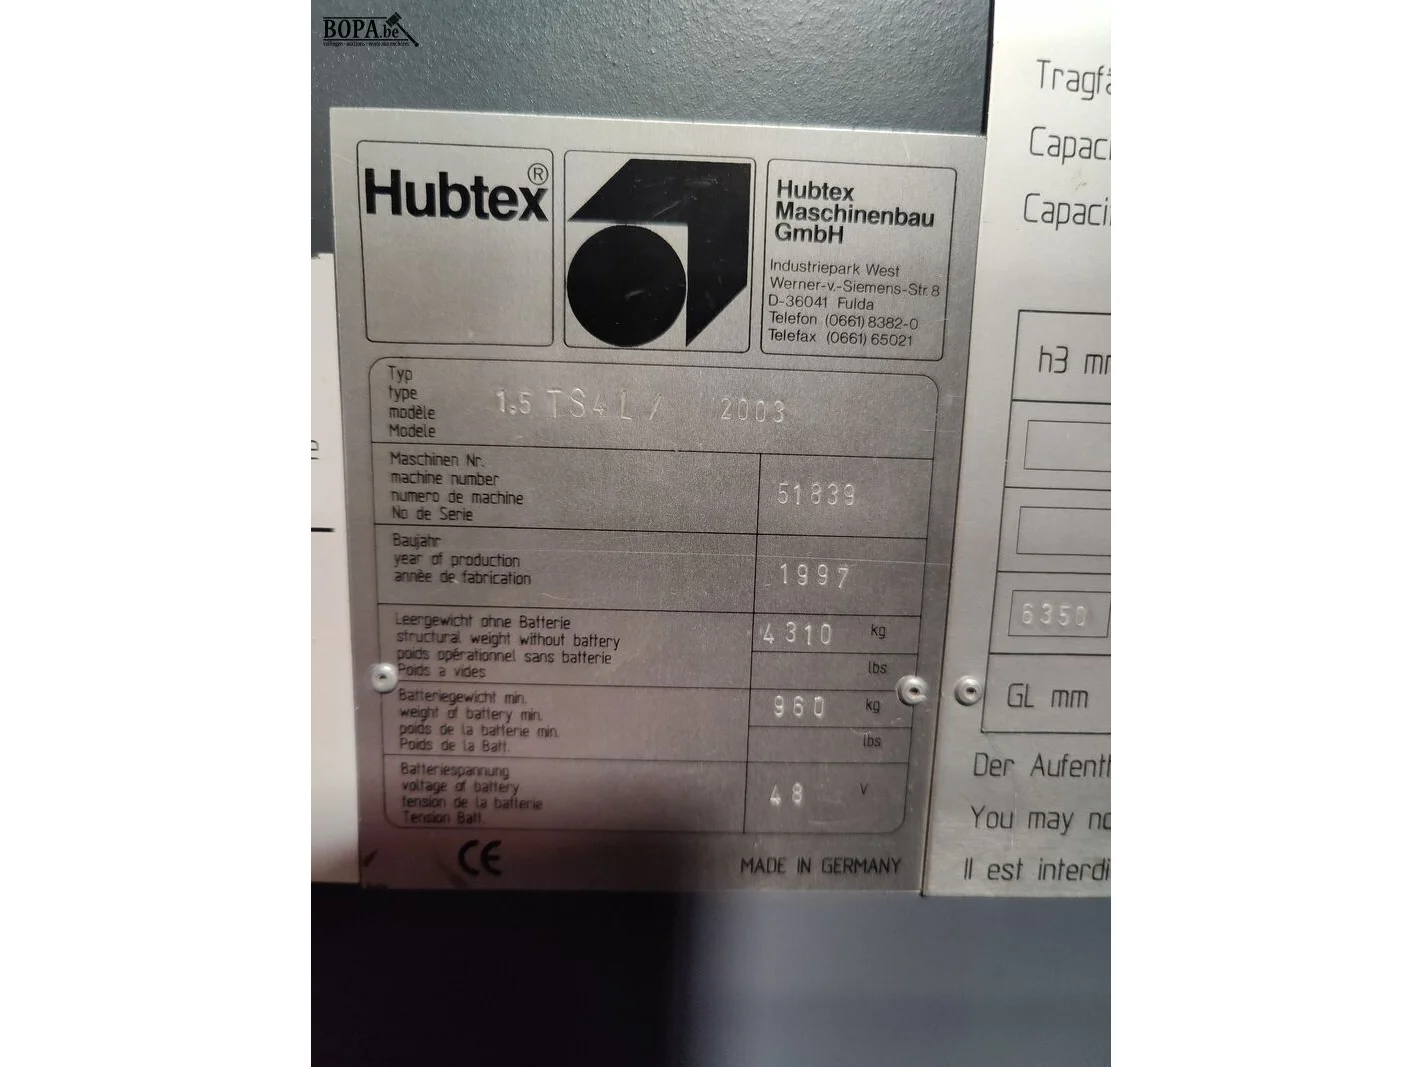 BOPA.be
Hubtex®
Hubtex
Maschinenbau
GmbH
Industriepark West
Werner-v.-Siemens-Str. 8
D-36041 Fulda
Telefon (0661) 8382-0
Telefax (0661) 65021
Typ
type
modèle
Modele
1.5 TS4 L / 2003
Maschinen Nr.
machine number
numero de machine
No de Serie
51839
Baujahr
year of production
année de fabrication
1997
Leergewicht ohne Batterie
structural weight without battery
poids opérationnel sans batterie
Poids a vides
4310 kg
lbs
Batteriegewicht min.
weight of battery min.
poids de la batterie min.
Poids de la Batt.
960 kg
lbs
Batteriespannung
voltage of battery
tension de la batterie
Tension Batt.
48 V
CE
MADE IN GERMANY
Tragfä
Capaci
Capaci
h3 mm
6350
GL mm
Der Aufenth
You may no
Il est interdi